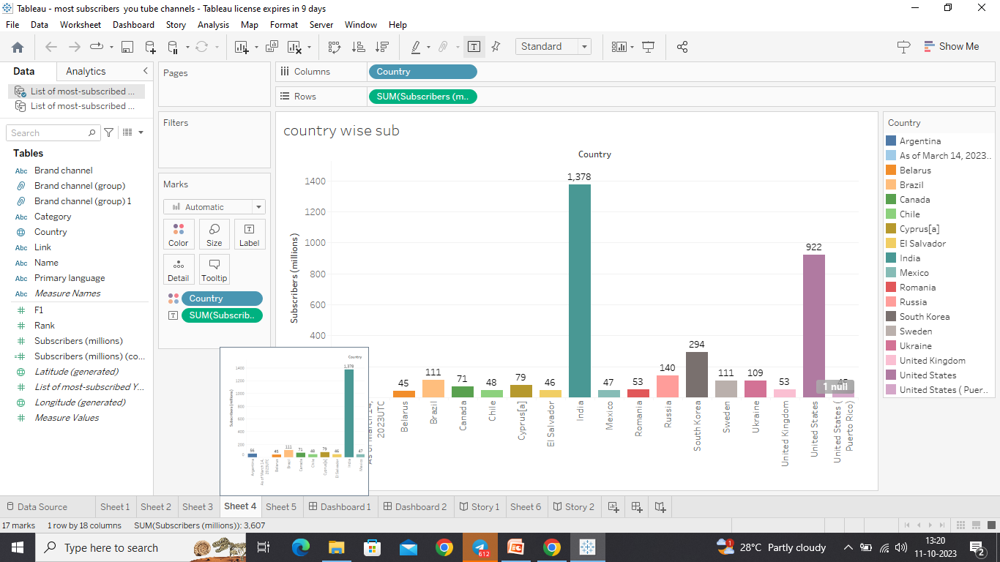 Tableau - most subscribers  you tube channels - Tableau license expires in 9 days
File Data Worksheet Dashboard Story Analysis Map Format Server Window Help
Standard
Show Me
Data Analytics
List of most-subscribed ...
List of most-subscribed ...
Search
Tables
Abc Brand channel
Brand channel (group)
Brand channel (group) 1
Abc Category
Country
Abc Link
Abc Name
Abc Primary language
Abc Measure Names
F1
Rank
Subscribers (millions)
Subscribers (millions) (co...
Latitude (generated)
List of most-subscribed Y...
Longitude (generated)
Measure Values
Pages
Filters
Marks
Automatic
Color Size Label
Detail Tooltip
Country
SUM(Subscrib..
Columns Country
Rows SUM(Subscribers (m..
country wise sub
Country
Subscribers (millions)
1400
1200
1000
800
600
400
45 111 71 48 79 46 1,378 47 53 140 294 111 109 53 922
1 null
As of March 14, 2023UTC
Belarus
Brazil
Canada
Chile
Cyprus[a]
El Salvador
India
Mexico
Romania
Russia
South Korea
Sweden
Ukraine
United Kingdom
United States
United States ( Puerto Rico)
Country
Subscribers (millions)
1400
1200
1000
800
600
400
200
0
56 45 111 71 48 79 46 1,378 47
Argentina
As of March 14, 2023UTC
Belarus
Brazil
Canada
Chile
Cyprus[a]
El Salvador
India
Mexico
Country
Argentina
As of March 14, 2023..
Belarus
Brazil
Canada
Chile
Cyprus[a]
El Salvador
India
Mexico
Romania
Russia
South Korea
Sweden
Ukraine
United Kingdom
United States
United States ( Puer..
Data Source Sheet 1 Sheet 2 Sheet 3 Sheet 4 Sheet 5 Dashboard 1 Dashboard 2 Story 1 Sheet 6 Story 2
17 marks 1 row by 18 columns SUM(Subscribers (millions)): 3,607
Type here to search
612
1
28°C Partly cloudy
13:20
11-10-2023
2